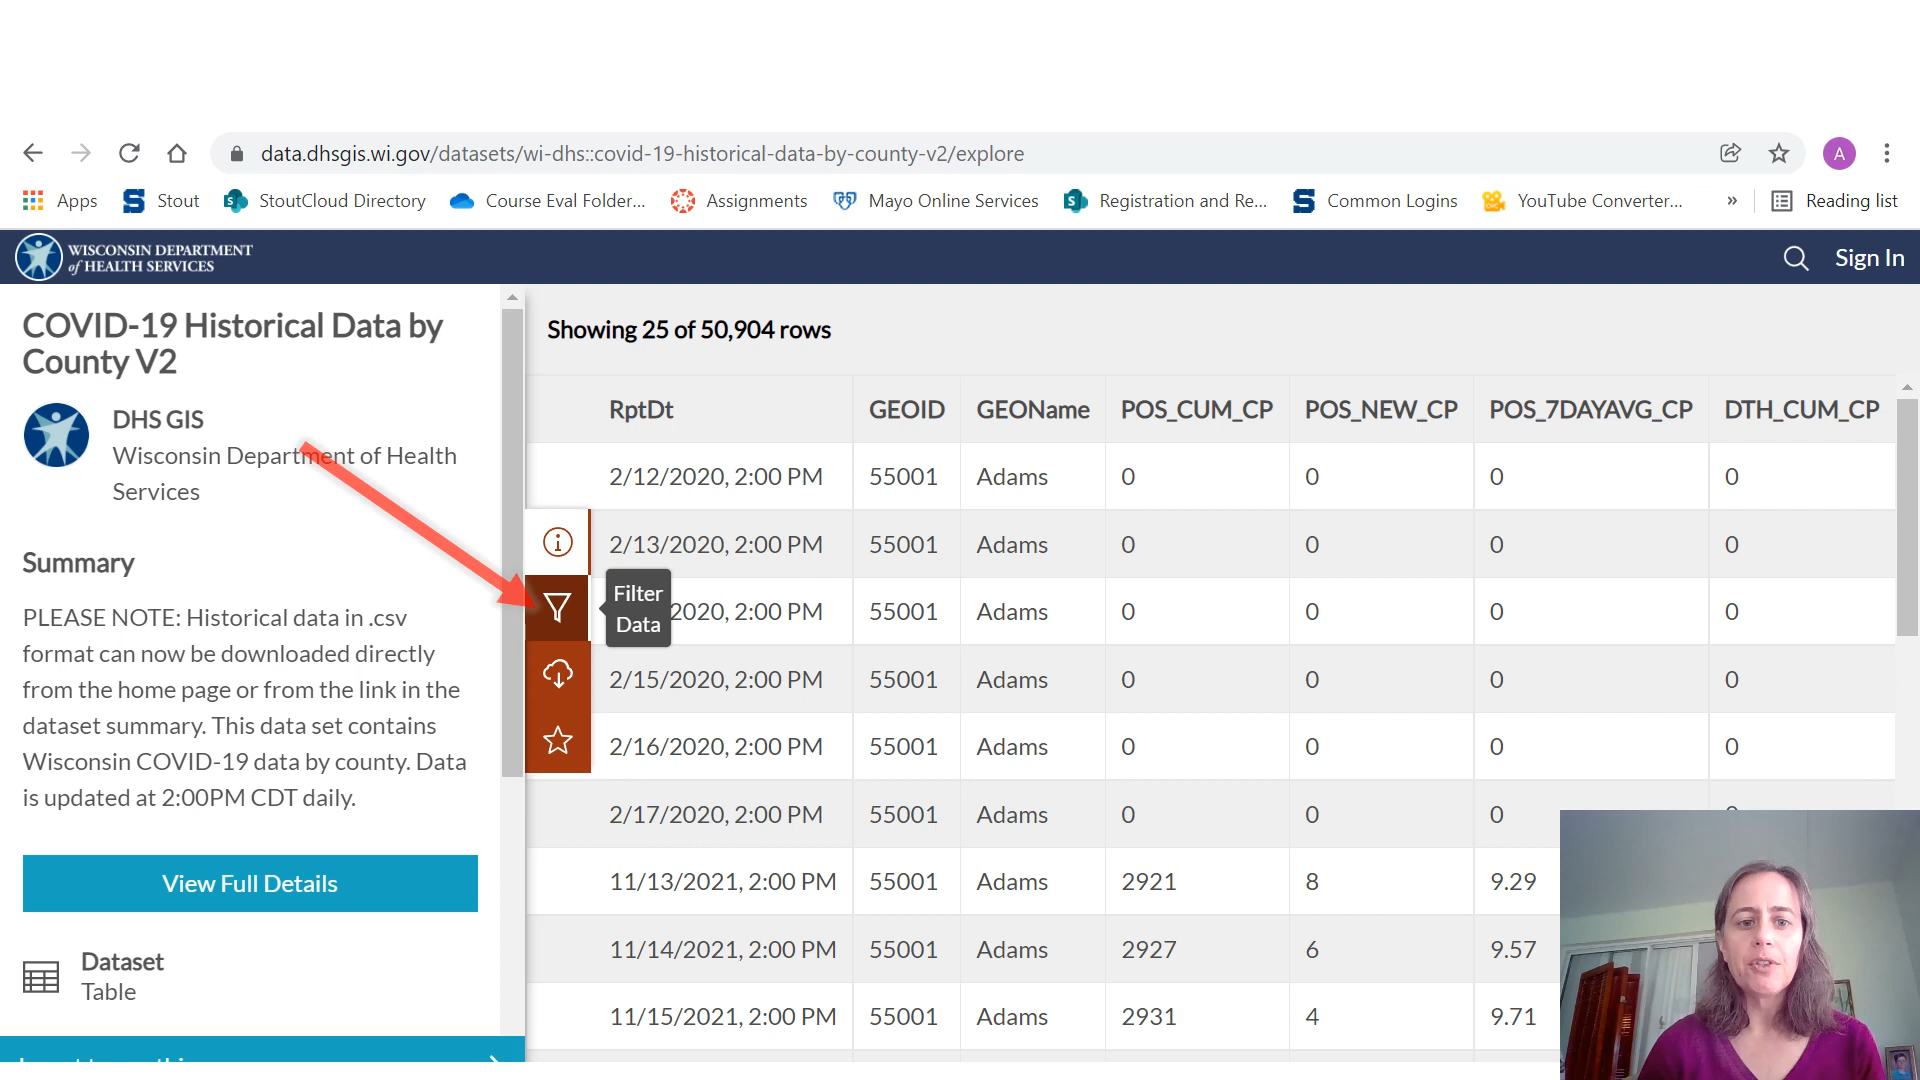 data.dhsgis.wi.gov/datasets/wi-dhs::covid-19-historical-data-by-county-v2/explore
A
Apps
Stout
StoutCloud Directory
Course Eval Folder...
Assignments
Mayo Online Services
Registration and Re...
Common Logins
YouTube Converter...
»
Reading list
WISCONSIN DEPARTMENT
of HEALTH SERVICES
Sign In
COVID-19 Historical Data by
County V2
DHS GIS
Wisconsin Department of Health
Services
Summary
PLEASE NOTE: Historical data in .csv
format can now be downloaded directly
from the home page or from the link in the
dataset summary. This data set contains
Wisconsin COVID-19 data by county. Data
is updated at 2:00PM CDT daily.
View Full Details
Dataset
Table
Filter
Data
Showing 25 of 50,904 rows
RptDt GEOID GEOName POS_CUM_CP POS_NEW_CP POS_7DAYAVG_CP DTH_CUM_CP
2/12/2020, 2:00 PM 55001 Adams 0 0 0 0
2/13/2020, 2:00 PM 55001 Adams 0 0 0 0
2020, 2:00 PM 55001 Adams 0 0 0 0
2/15/2020, 2:00 PM 55001 Adams 0 0 0 0
2/16/2020, 2:00 PM 55001 Adams 0 0 0 0
2/17/2020, 2:00 PM 55001 Adams 0 0 0
11/13/2021, 2:00 PM 55001 Adams 2921 8 9.29
11/14/2021, 2:00 PM 55001 Adams 2927 6 9.57
11/15/2021, 2:00 PM 55001 Adams 2931 4 9.71